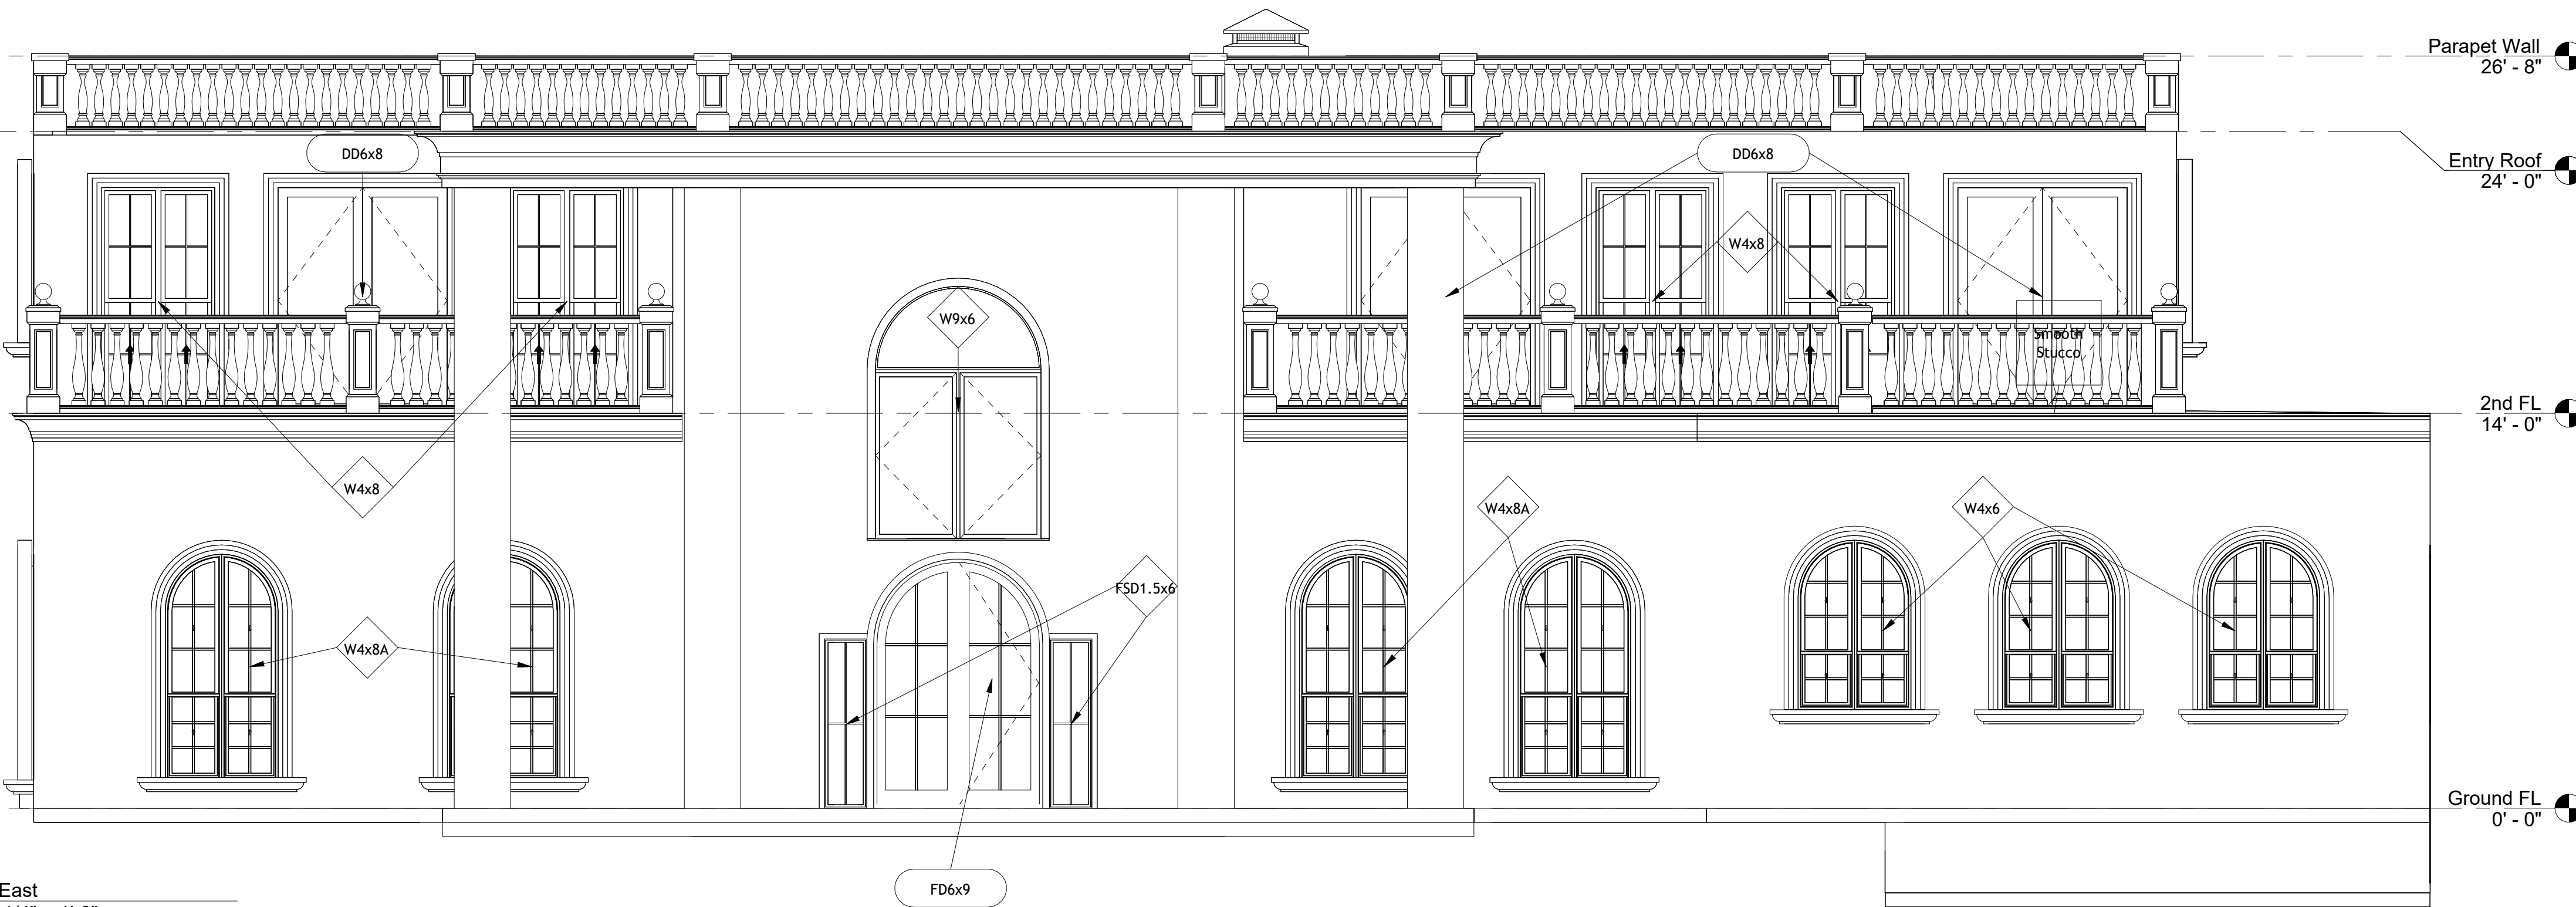 Parapet Wall
26' - 8"
DD6x8
DD6x8
Entry Roof
24' - 0"
W4x8
W9x6
Smooth
Stucco
2nd FL
14' - 0"
W4x8
W4x8A
W4x6
FSD1.5x6
W4x8A
Ground FL
0' - 0"
East
FD6x9